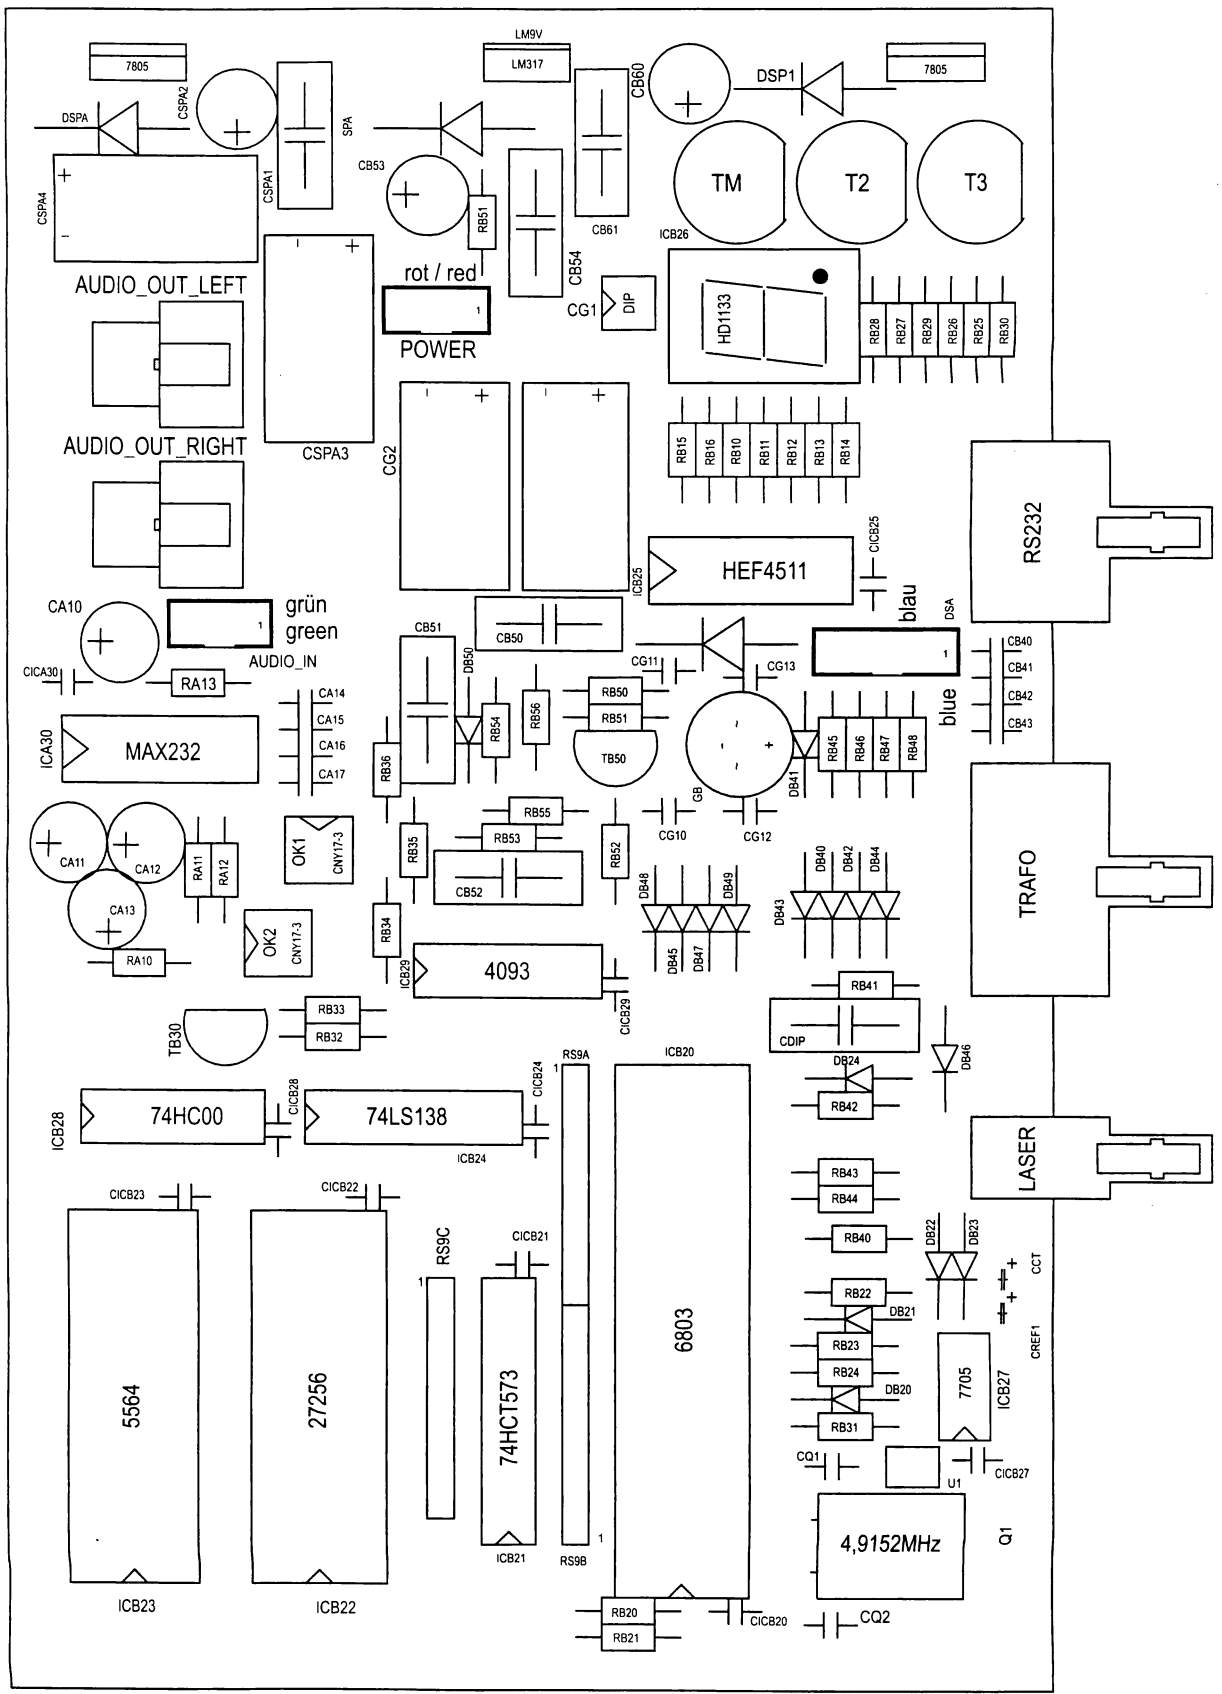 LM9V
7805
LM317
7805
CSPA2
CB60
DSP1
DSPA
SPA
CB53
CSPA4
+
-
CSPA1
RB51
CB54
CB61
TM
T2
T3
ICB26
AUDIO_OUT_LEFT
- +
rot / red
1
POWER
CG1
DIP
HD1133
RB28
RB27
RB29
RB26
RB25
RB30
AUDIO_OUT_RIGHT
CSPA3
CG2
- +
- +
RB15
RB16
RB10
RB11
RB12
RB13
RB14
RS232
ICB25
HEF4511
CICB25
CA10
grün
green
1
AUDIO_IN
CB51
CB50
DB50
blau
DSA
1
blue
CB40
CB41
CB42
CB43
CICA30
RA13
CA14
CA15
CA16
CA17
CG11
CG13
RB50
RB51
TB50
RB56
RB54
RB36
ICA30
MAX232
- +
~
~
GB
DB41
RB45
RB46
RB47
RB48
CA11
CA12
CA13
RA11
RA12
RA10
OK1
CNY17-3
OK2
CNY17-3
RB35
RB34
RB55
RB53
CB52
RB52
CG10
CG12
DB48
DB49
DB45
DB47
DB43
DB40
DB42
DB44
TRAFO
ICB29
4093
CICB29
RB41
CDIP
TB30
RB33
RB32
DB46
DB24
RB42
RS9A
1
ICB20
CICB24
CICB28
ICB28
74HC00
74LS138
ICB24
LASER
RB43
RB44
CICB23
CICB22
RS9C
1
CICB21
RB40
DB22
DB23
+
+
CCT
RB22
DB21
RB23
RB24
DB20
RB31
CREF1
5564
27256
74HCT573
6803
7705
ICB27
CQ1
U1
CICB27
4,9152MHz
Q1
1
ICB21
RS9B
ICB23
ICB22
RB20
RB21
CICB20
CQ2